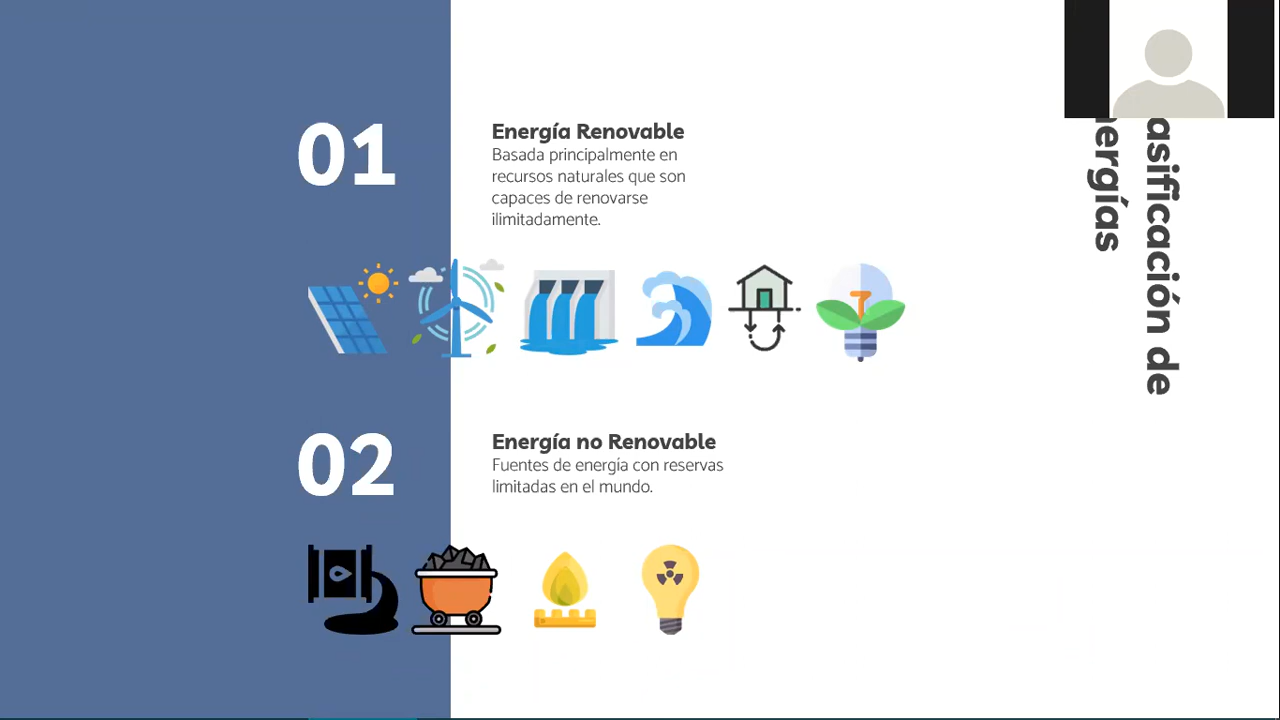 asificación de
nergías
01
Energía Renovable
Basada principalmente en
recursos naturales que son
capaces de renovarse
ilimitadamente.
02
Energía no Renovable
Fuentes de energía con reservas
limitadas en el mundo.